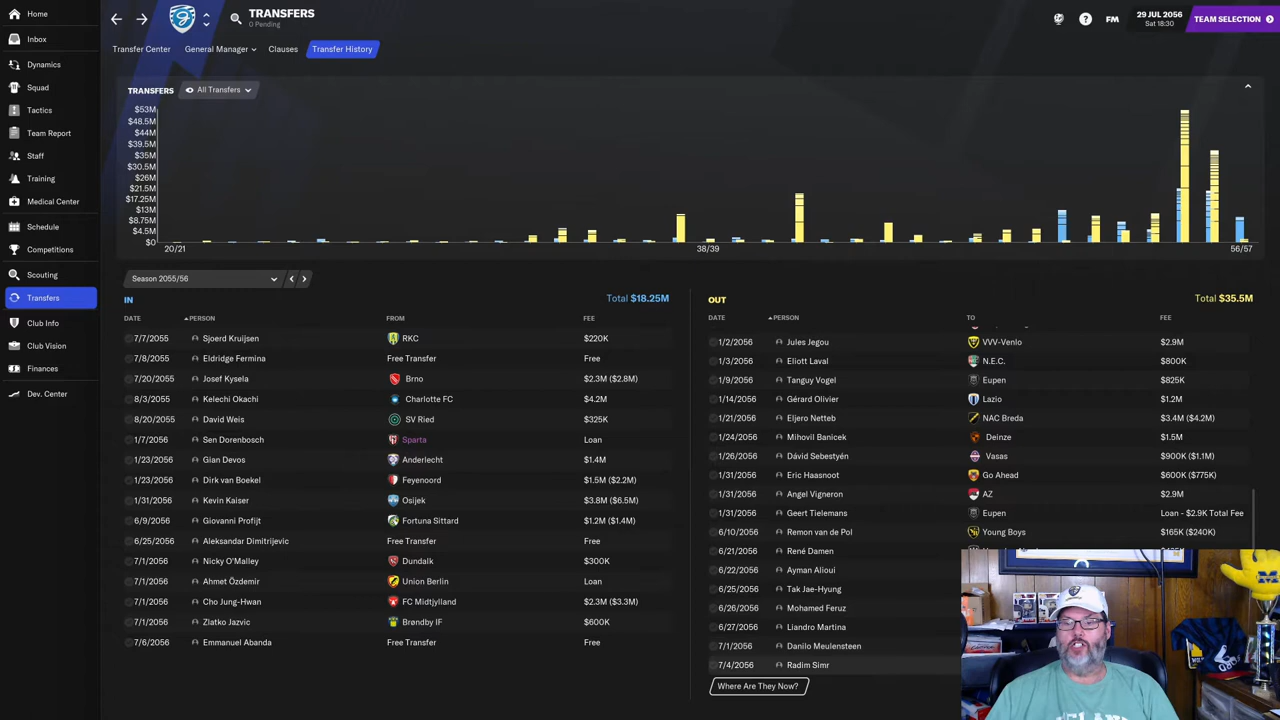 Home
TRANSFERS
0 Pending
FM
29 JUL 2056
Sat 18:30
TEAM SELECTION
Inbox
Transfer Center
General Manager
Clauses
Transfer History
Dynamics
Squad
Tactics
Team Report
Staff
Training
Medical Center
Schedule
Competitions
Scouting
Transfers
Club Info
Club Vision
Finances
Dev. Center
TRANSFERS
All Transfers
$53M
$48.5M
$44M
$39.5M
$35M
$30.5M
$26M
$21.5M
$17.25M
$13M
$8.75M
$4.5M
$0
20/21
38/39
56/57
Season 2055/56
IN
Total $18.25M
DATE PERSON FROM FEE
7/7/2055 Sjoerd Kruijsen RKC $220K
7/8/2055 Eldridge Fermina Free Transfer Free
7/20/2055 Josef Kysela Brno $2.3M ($2.8M)
8/3/2055 Kelechi Okachi Charlotte FC $4.2M
8/20/2055 David Weis SV Ried $325K
1/7/2056 Sen Dorenbosch Sparta Loan
1/23/2056 Gian Devos Anderlecht $1.4M
1/23/2056 Dirk van Boekel Feyenoord $1.5M ($2.2M)
1/31/2056 Kevin Kaiser Osijek $3.8M ($6.5M)
6/9/2056 Giovanni Profijt Fortuna Sittard $1.2M ($1.4M)
6/25/2056 Aleksandar Dimitrijevic Free Transfer Free
7/1/2056 Nicky O'Malley Dundalk $300K
7/1/2056 Ahmet Özdemir Union Berlin Loan
7/1/2056 Cho Jung-Hwan FC Midtjylland $2.3M ($3.3M)
7/1/2056 Zlatko Jazvic Brøndby IF $600K
7/6/2056 Emmanuel Abanda Free Transfer Free
OUT
Total $35.5M
DATE PERSON TO FEE
1/2/2056 Jules Jegou VVV-Venlo $2.9M
1/3/2056 Eliott Laval N.E.C. $800K
1/9/2056 Tanguy Vogel Eupen $825K
1/14/2056 Gérard Olivier Lazio $1.2M
1/21/2056 Eljero Netteb NAC Breda $3.4M ($4.2M)
1/24/2056 Mihovil Banicek Deinze $1.5M
1/26/2056 Dávid Sebestyén Vasas $900K ($1.1M)
1/31/2056 Eric Haasnoot Go Ahead $600K ($775K)
1/31/2056 Angel Vigneron AZ $2.9M
1/31/2056 Geert Tielemans Eupen Loan - $2.9K Total Fee
6/10/2056 Remon van de Pol Young Boys $165K ($240K)
6/21/2056 René Damen
6/22/2056 Ayman Alioui
6/25/2056 Tak Jae-Hyung
6/26/2056 Mohamed Feruz
6/27/2056 Liandro Martina
7/1/2056 Danilo Meulensteen
7/4/2056 Radim Simr
Where Are They Now?